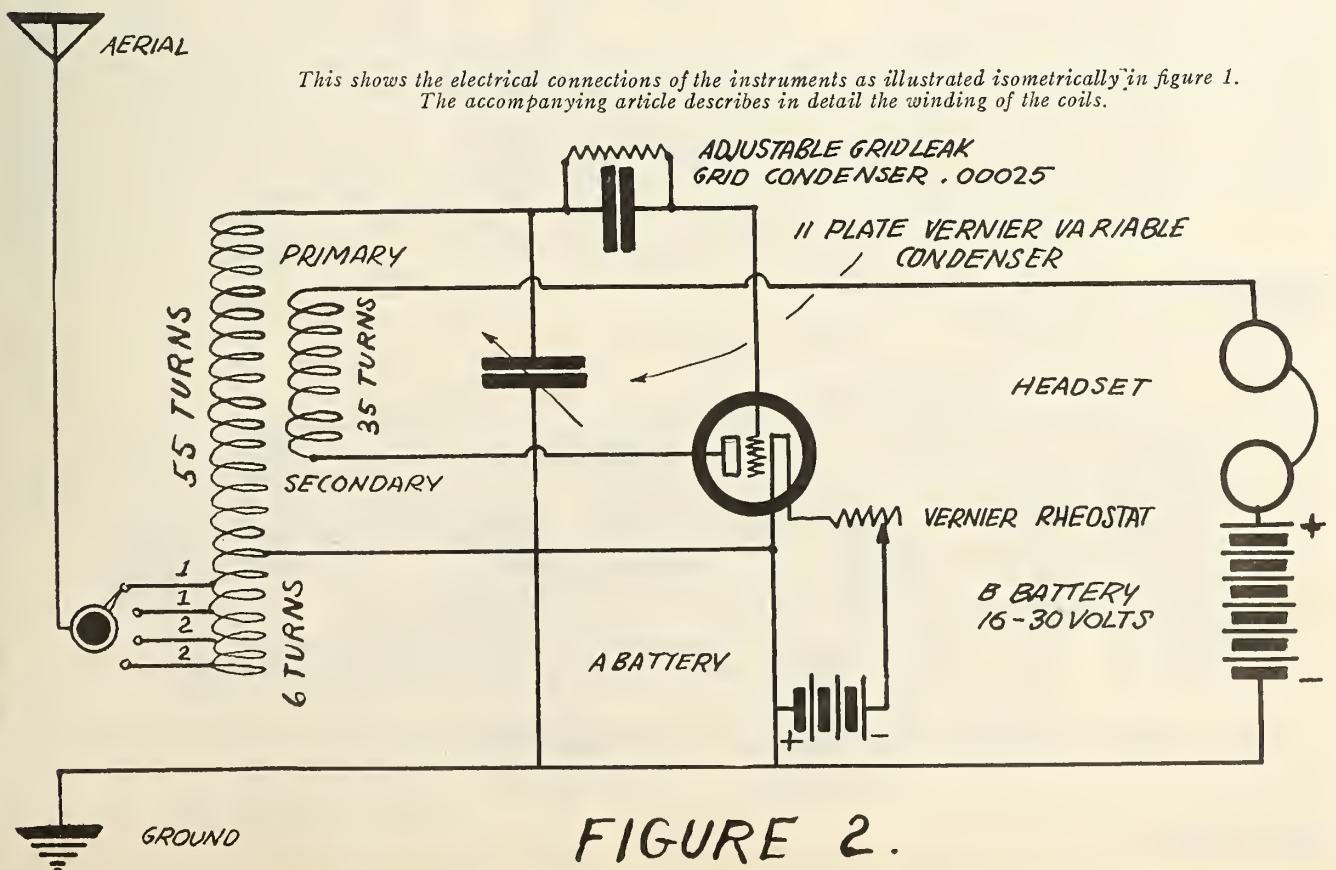 AERIAL
This shows the electrical connections of the instruments as illustrated isometrically in figure 1.
The accompanying article describes in detail the winding of the coils.
ADJUSTABLE GRID LEAK
GRID CONDENSER .00025
11 PLATE VERNIER VARIABLE
CONDENSER
PRIMARY
55 TURNS
35 TURNS
HEADSET
SECONDARY
VERNIER RHEOSTAT
+
1
1
2
2
6 TURNS
B BATTERY
16-30 VOLTS
A BATTERY
-
+ -
GROUND
FIGURE 2.